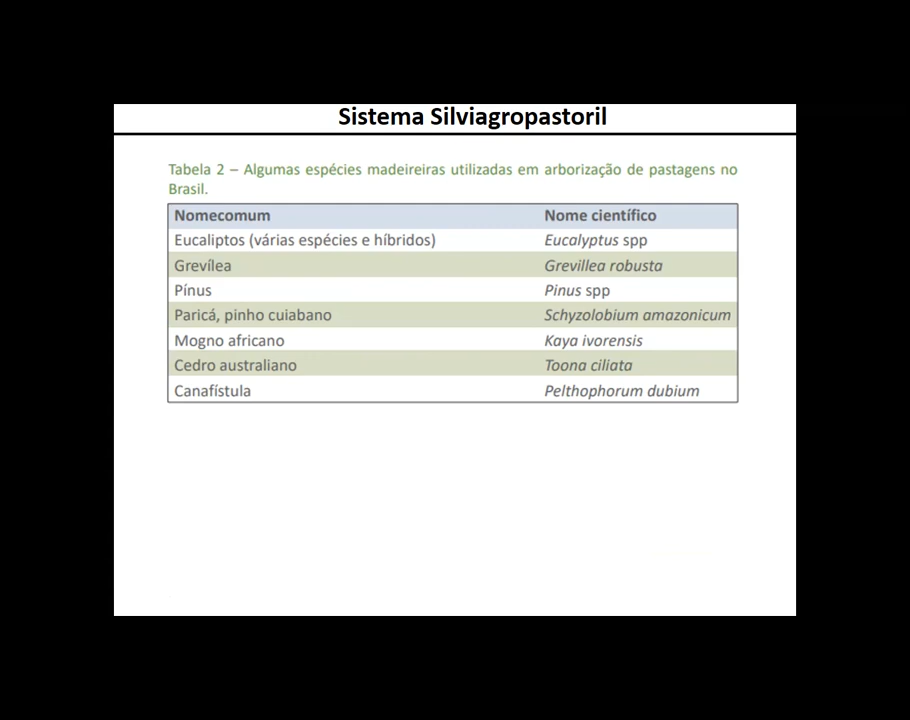 Sistema Silviagropastoril
Tabela 2 – Algumas espécies madeireiras utilizadas em arborização de pastagens no
Brasil.
Nomecomum Nome científico
Eucaliptos (várias espécies e híbridos) Eucalyptus spp
Grevílea Grevillea robusta
Pínus Pinus spp
Paricá, pinho cuiabano Schyzolobium amazonicum
Mogno africano Kaya ivorensis
Cedro australiano Toona ciliata
Canafístula Pelthophorum dubium